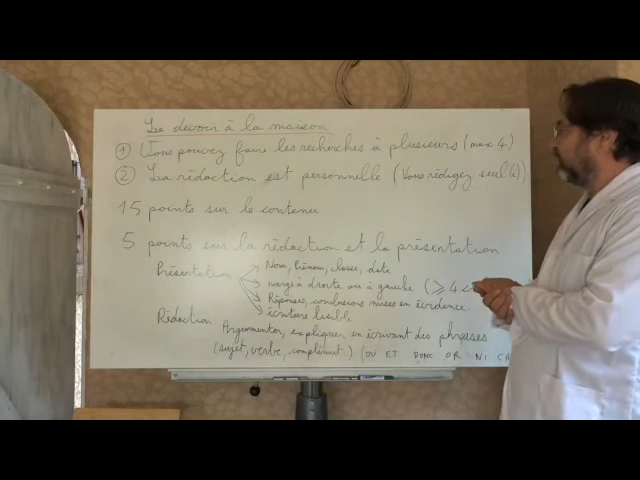 Le devoir à la maison
① Vous pouvez faire les recherches à plusieurs (max 4)
② La rédaction est personnelle (Vous rédigez seul(e))
15 points sur le contenu
5 points sur la rédaction et la présentation
Présentation → Nom, Prénom, classe, date
→ marge à droite ou à gauche (⩾ 4 c
→ Réponses, conclusions mises en évidence
→ écriture lisible
Rédaction Argumenter, expliquer en écrivant des phrases
(sujet, verbe, complément) (OU ET DONC OR NI CA